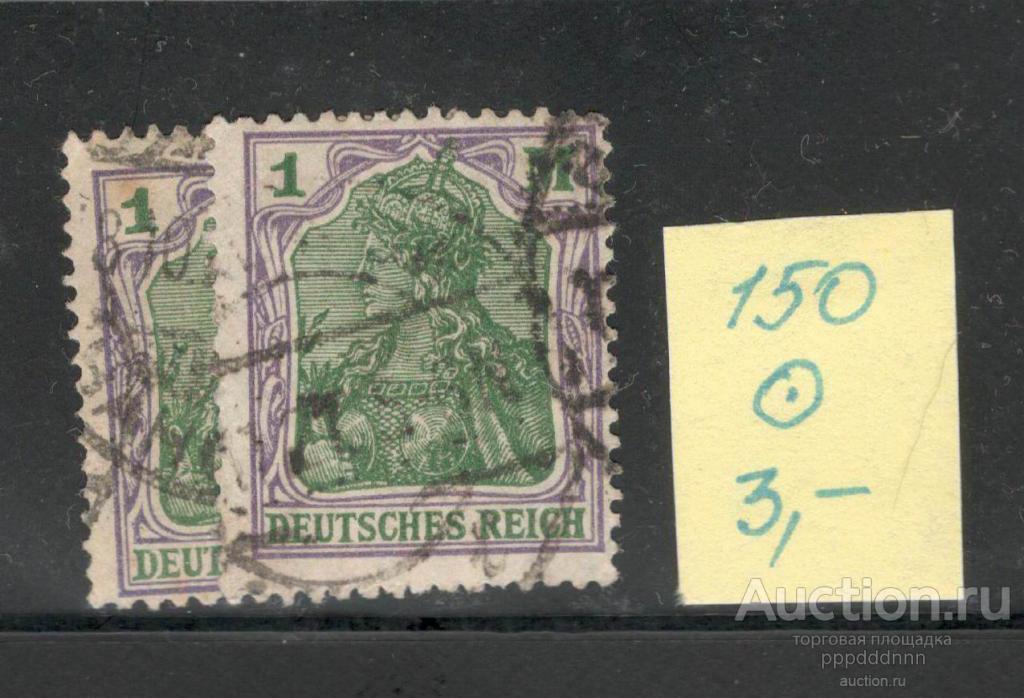 1
DEUT
1 M
DEUTSCHES REICH
150
3,-
Auction.ru
торговая площадка
pppdddnnn
auction.ru